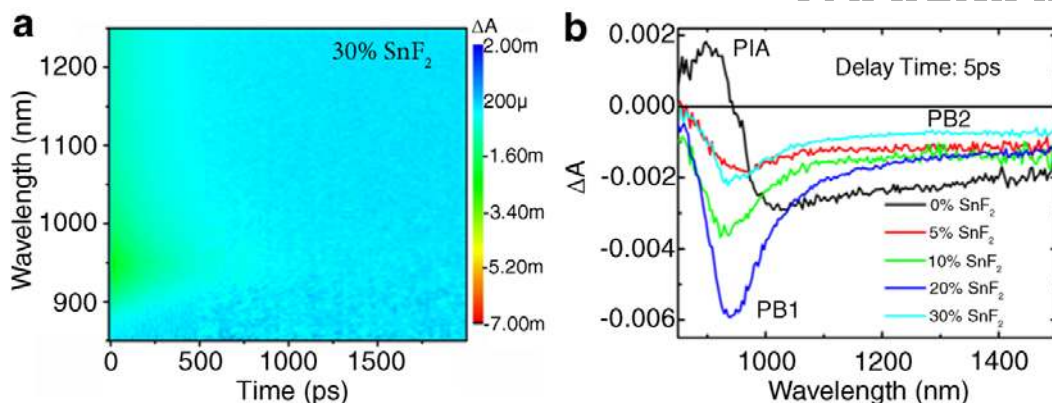 a
30% SnF₂
ΔA
2.00m
200µ
-1.60m
-3.40m
-5.20m
-7.00m
1200
1100
1000
900
Wavelength (nm)
0 500 1000 1500
Time (ps)
b
0.002
0.000
-0.002
-0.004
-0.006
ΔA
PIA
Delay Time: 5ps
PB2
PB1
0% SnF₂
5% SnF₂
10% SnF₂
20% SnF₂
30% SnF₂
1000 1200 1400
Wavelength (nm)